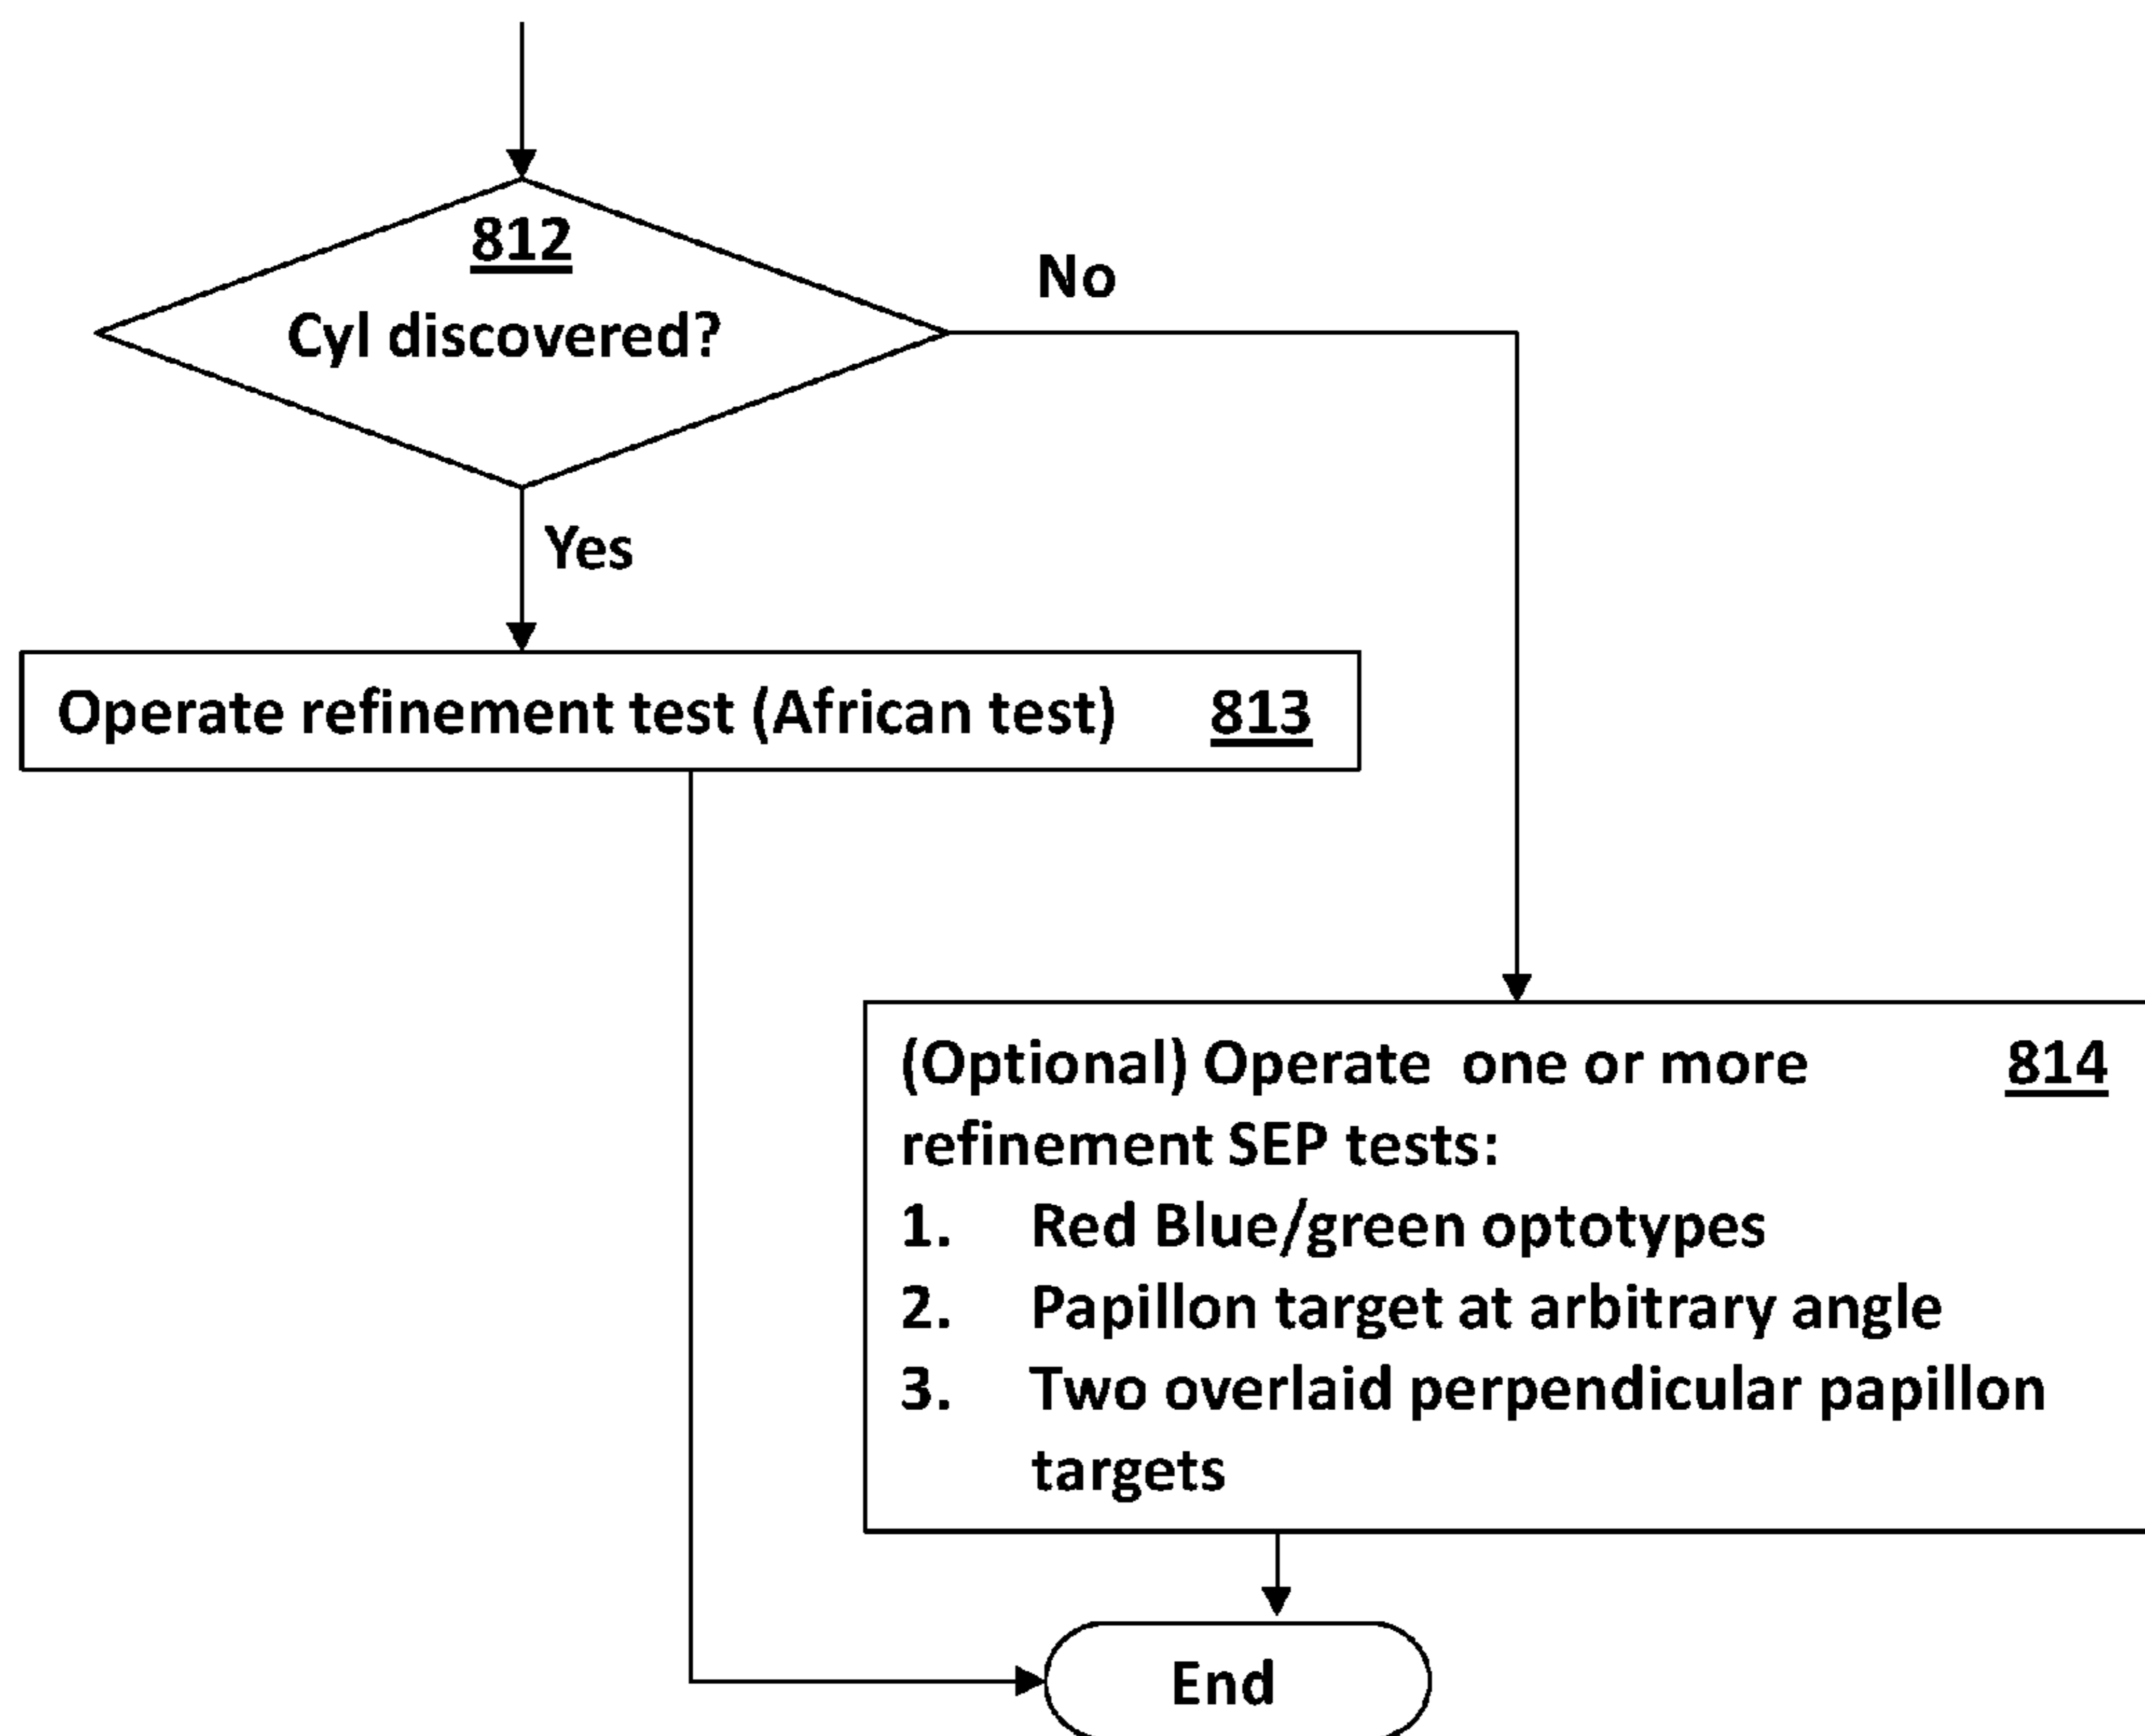 812
Cyl discovered?
No
Yes
Operate refinement test (African test) 813
(Optional) Operate one or more 814
refinement SEP tests:
1. Red Blue/green optotypes
2. Papillon target at arbitrary angle
3. Two overlaid perpendicular papillon
targets
End